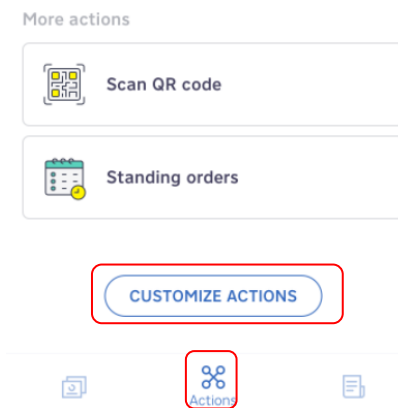 More actions
Scan QR code
Standing orders
CUSTOMIZE ACTIONS
Actions